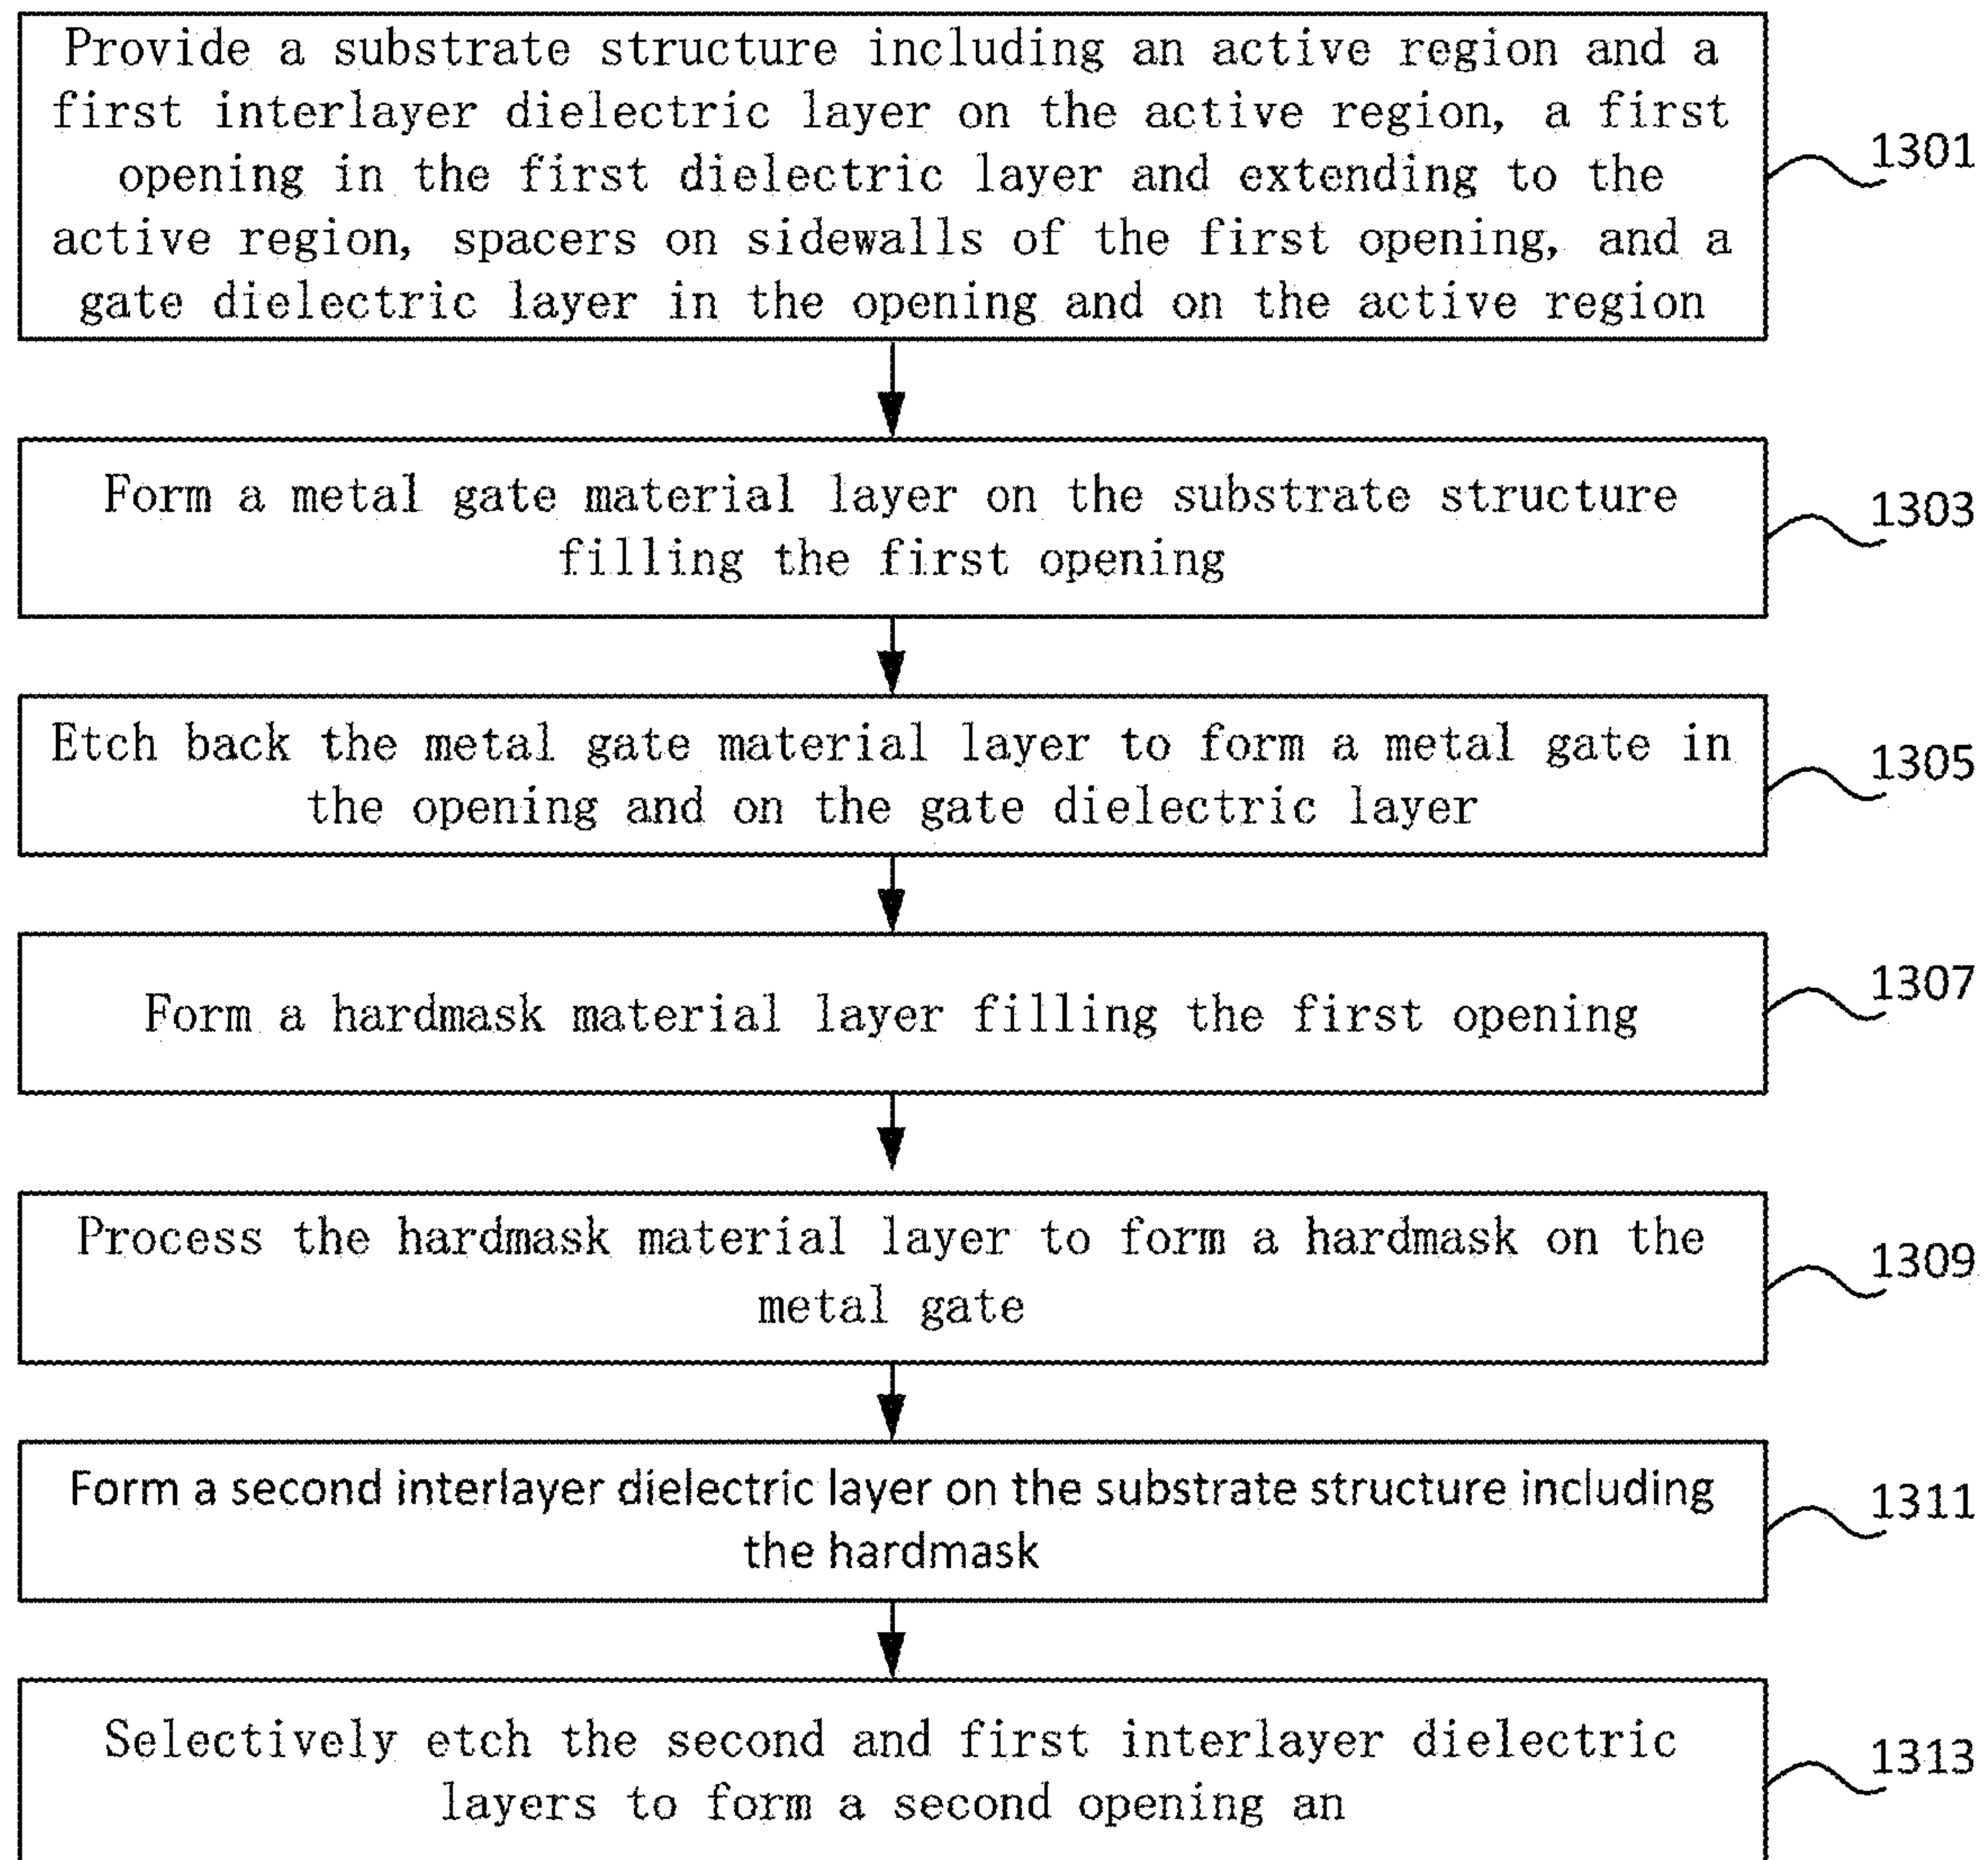 Provide a substrate structure including an active region and a
first interlayer dielectric layer on the active region, a first
opening in the first dielectric layer and extending to the
active region, spacers on sidewalls of the first opening, and a
gate dielectric layer in the opening and on the active region
1301
Form a metal gate material layer on the substrate structure
filling the first opening
1303
Etch back the metal gate material layer to form a metal gate in
the opening and on the gate dielectric layer
1305
Form a hardmask material layer filling the first opening
1307
Process the hardmask material layer to form a hardmask on the
metal gate
1309
Form a second interlayer dielectric layer on the substrate structure including
the hardmask
1311
Selectively etch the second and first interlayer dielectric
layers to form a second opening an
1313